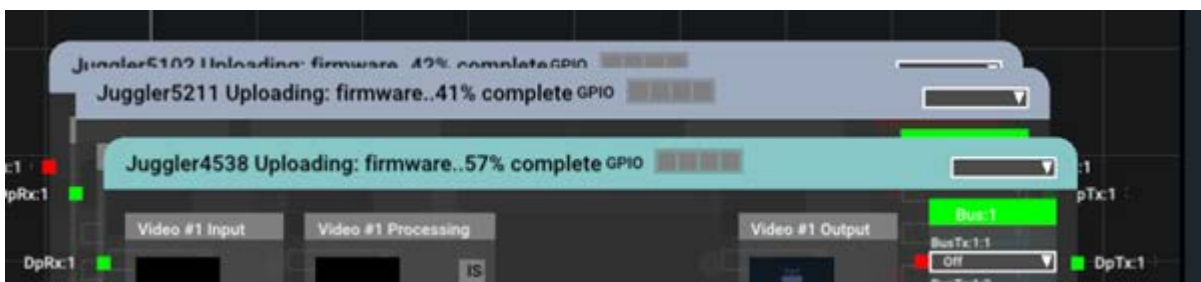 Juggler5102 Uploading: firmware..42% complete GPIO
Juggler5211 Uploading: firmware..41% complete GPIO
Juggler4538 Uploading: firmware..57% complete GPIO
:1 :1
pRx:1 pTx:1
Video #1 Input Video #1 Processing Video #1 Output Bus:1
BusTx:1:1
DpRx:1 IS Off DpTx:1